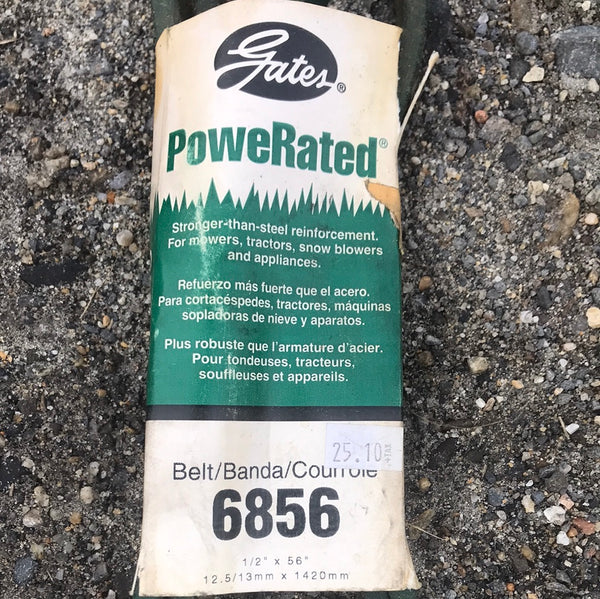 Gates®
PoweRated®
Stronger-than-steel reinforcement.
For mowers, tractors, snow blowers
and appliances.
Refuerzo más fuerte que el acero.
Para cortacéspedes, tractores, máquinas
sopladoras de nieve y aparatos.
Plus robuste que l'armature d'acier.
Pour tondeuses, tracteurs,
souffleuses et appareils.
25.10 +TAX
Belt/Banda/Courroie
6856
1/2" x 56"
12.5/13mm x 1420mm